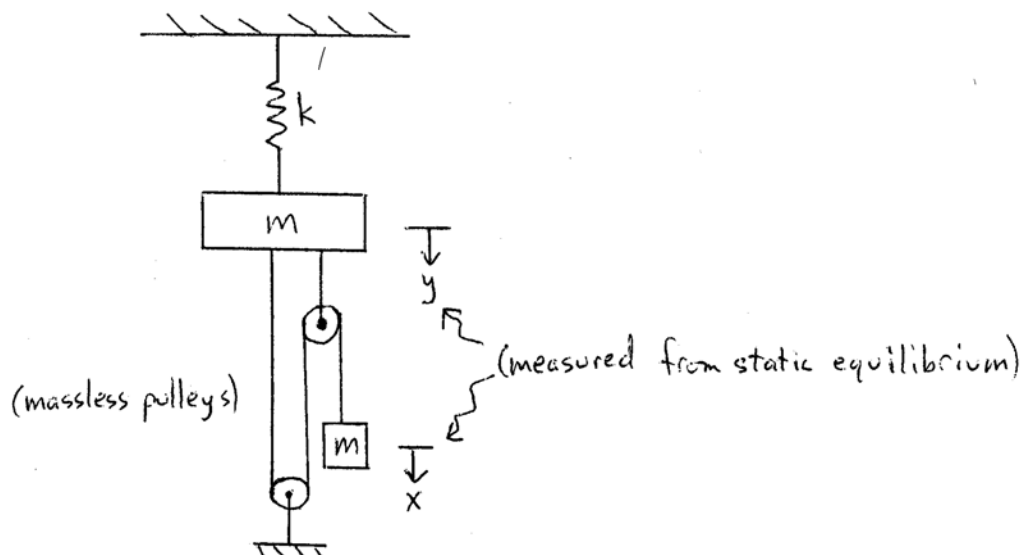 k
m
y
(measured from static equilibrium)
(massless pulleys)
m
x